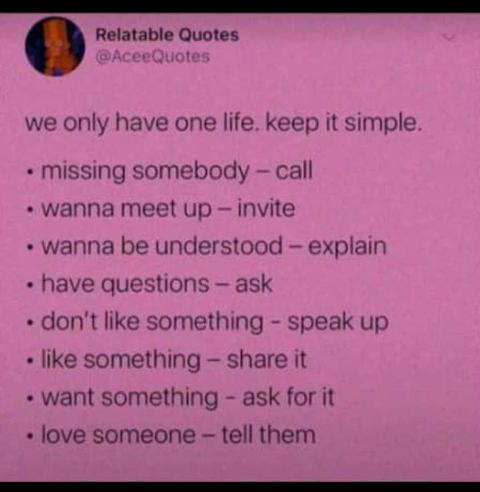 Relatable Quotes
@AceeQuotes
we only have one life. keep it simple.
• missing somebody – call
• wanna meet up – invite
• wanna be understood – explain
• have questions – ask
• don't like something - speak up
• like something – share it
• want something - ask for it
• love someone – tell them